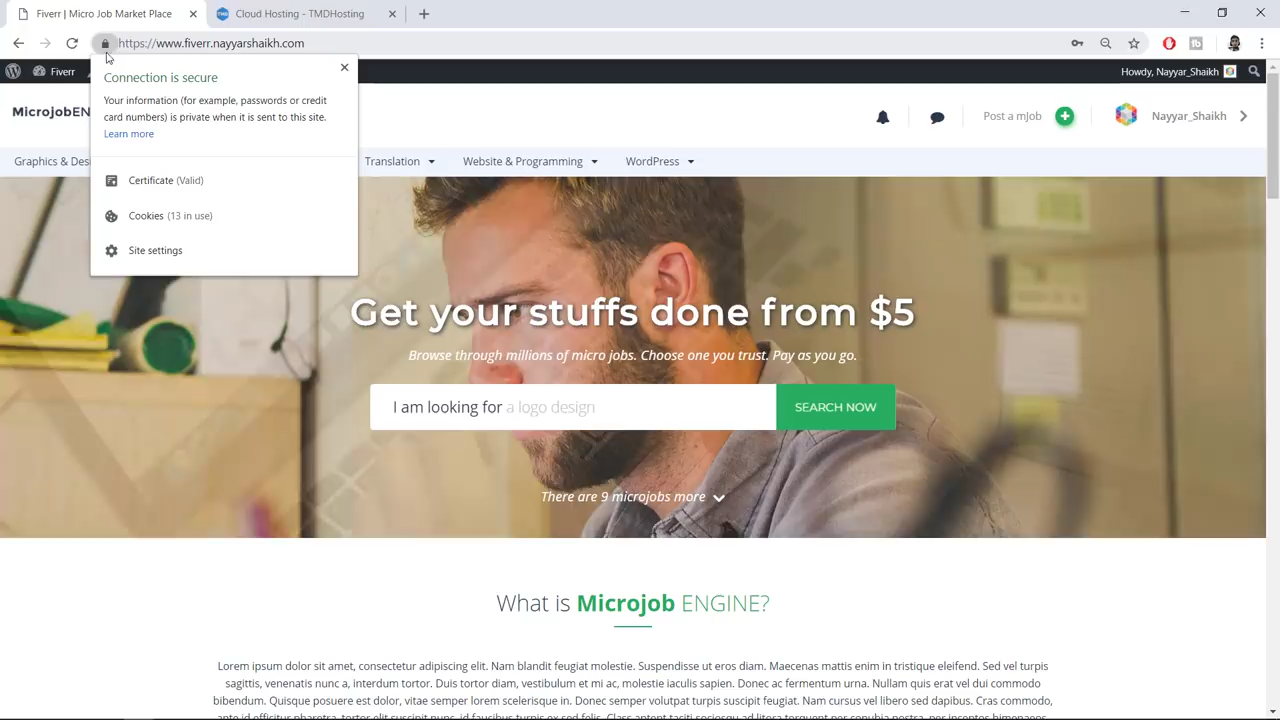 Fiverr | Micro Job Market Place
Cloud Hosting - TMDHosting
https://www.fiverr.nayyarshaikh.com
Fiverr
Howdy, Nayyar_Shaikh
Connection is secure
Your information (for example, passwords or credit
card numbers) is private when it is sent to this site.
Learn more
Certificate (Valid)
Cookies (13 in use)
Site settings
MicrojobEN
Post a mJob
Nayyar_Shaikh
Graphics & Desi
Translation
Website & Programming
WordPress
Get your stuffs done from $5
Browse through millions of micro jobs. Choose one you trust. Pay as you go.
I am looking for a logo design
SEARCH NOW
There are 9 microjobs more
What is Microjob ENGINE?
Lorem ipsum dolor sit amet, consectetur adipiscing elit. Nam blandit feugiat molestie. Suspendisse ut eros diam. Maecenas mattis enim in tristique eleifend. Sed vel turpis
sagittis, venenatis nunc a, interdum tortor. Duis tortor diam, vestibulum et mi ac, molestie iaculis sapien. Donec ac fermentum urna. Nullam quis erat vel dui commodo
bibendum. Quisque posuere est dolor, vitae semper lorem scelerisque in. Donec semper volutpat turpis suscipit feugiat. Nam cursus vel libero sed dapibus. Cras commodo,